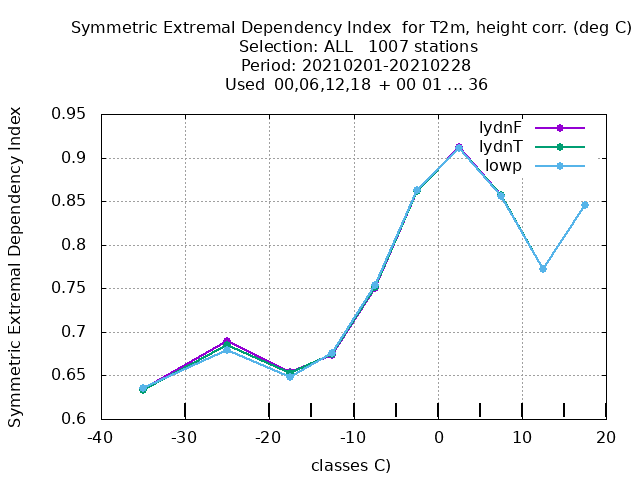 Symmetric Extremal Dependency Index  for T2m, height corr. (deg C)
Selection: ALL   1007 stations
Period: 20210201-20210228
Used  00,06,12,18  + 00 01 ... 36
Symmetric Extremal Dependency Index
0.95
0.9
0.85
0.8
0.75
0.7
0.65
0.6
lydnF
lydnT
lowp
-40 -30 -20 -10 0 10 20
classes C)